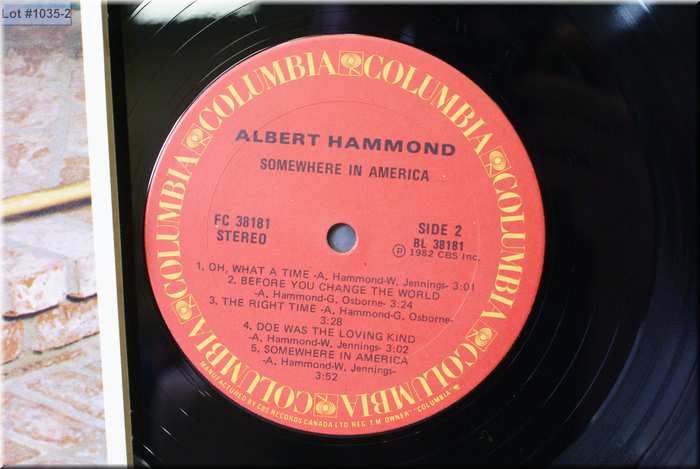 Lot #1035-2
COLUMBIA COLUMBIA COLUMBIA COLUMBIA COLUMBIA COLUMBIA
ALBERT HAMMOND
SOMEWHERE IN AMERICA
FC 38181
STEREO
SIDE 2
BL 38181
℗ 1982 CBS Inc.
1. OH, WHAT A TIME -A. Hammond-W. Jennings- 3:01
2. BEFORE YOU CHANGE THE WORLD
-A. Hammond-G. Osborne- 3:24
3. THE RIGHT TIME -A. Hammond-G. Osborne-
3:28
4. DOE WAS THE LOVING KIND
-A. Hammond-W. Jennings- 3:02
5. SOMEWHERE IN AMERICA
-A. Hammond-W. Jennings-
3:52
MANUFACTURED BY CBS RECORDS CANADA LTD REG. T.M. OWNER "COLUMBIA"